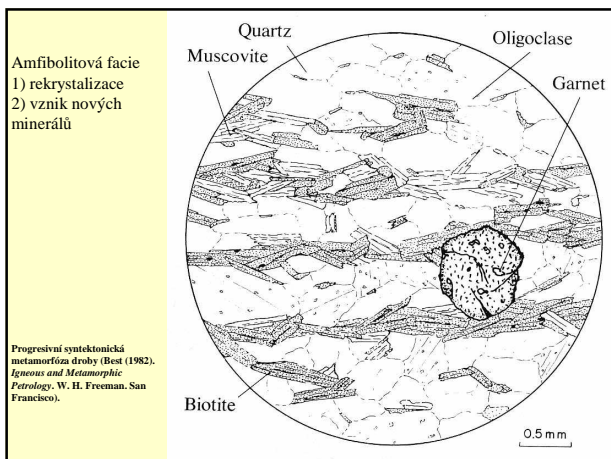 Amfibolitová facie
1) rekrystalizace
2) vznik nových
minerálů
Progresivní syntektonická
metamorfóza droby (Best (1982).
Igneous and Metamorphic
Petrology. W. H. Freeman. San
Francisco).
Quartz
Muscovite
Oligoclase
Garnet
Biotite
0.5 mm